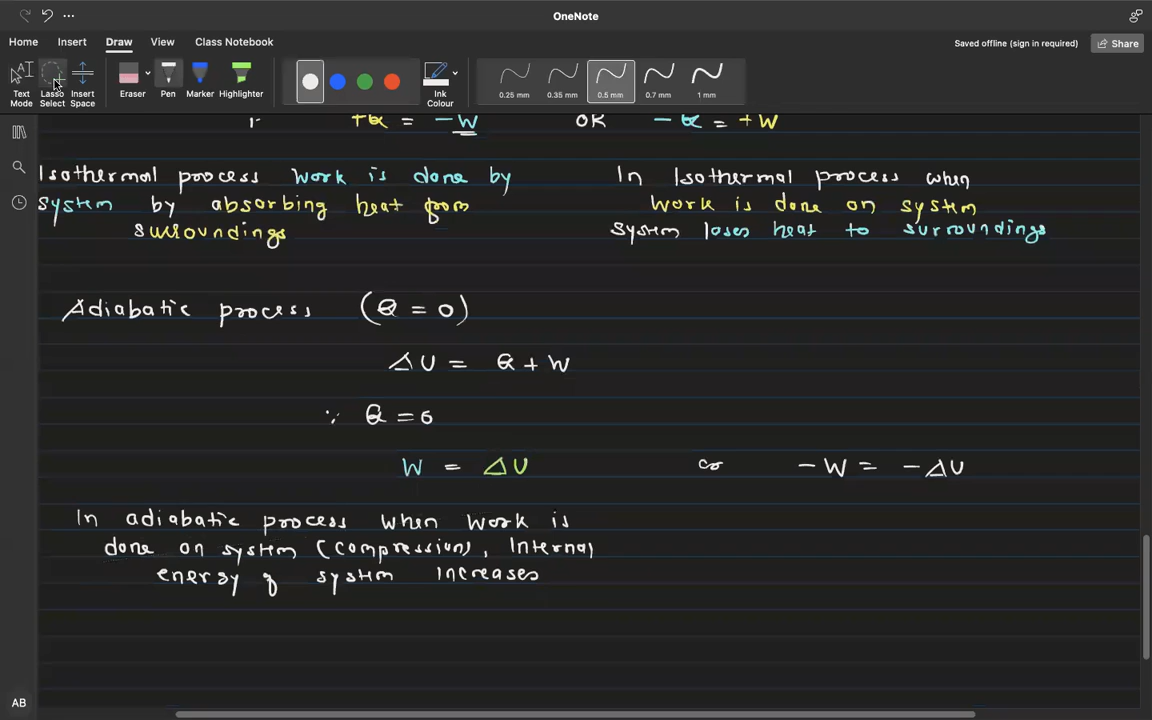 OneNote
Home Insert Draw View Class Notebook
Saved offline (sign in required) Share
Text Mode Lasso Select Insert Space Eraser Pen Marker Highlighter Ink Colour 0.25 mm 0.35 mm 0.5 mm 0.7 mm 1 mm
+Q = -W OR -Q = +W
Isothermal process work is done by
system by absorbing heat from
surroundings
In Isothermal process when
work is done on system
system loses heat to surroundings
Adiabatic process (Q = 0)
ΔU = Q + W
∵ Q = 0
W = ΔU or -W = -ΔU
In adiabatic process when work is
done on system (compression), Internal
energy of system increases
AB